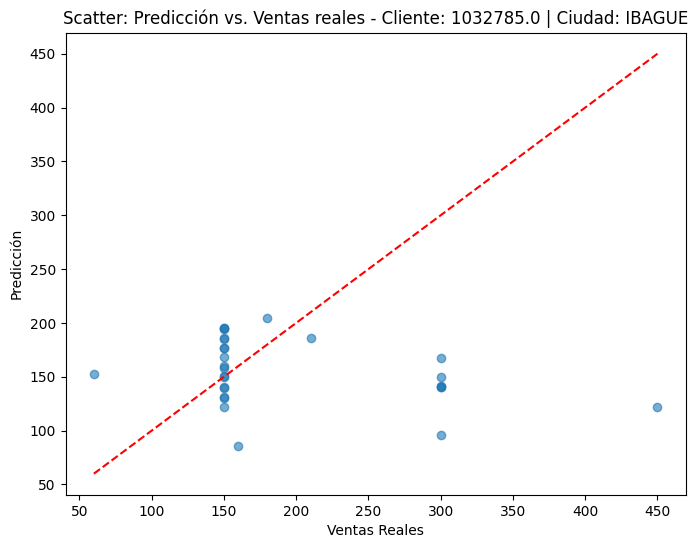 Scatter: Predicción vs. Ventas reales - Cliente: 1032785.0 | Ciudad: IBAGUE
450
400
350
300
250
200
150
100
50
Predicción
50 100 150 200 250 300 350 400 450
Ventas Reales